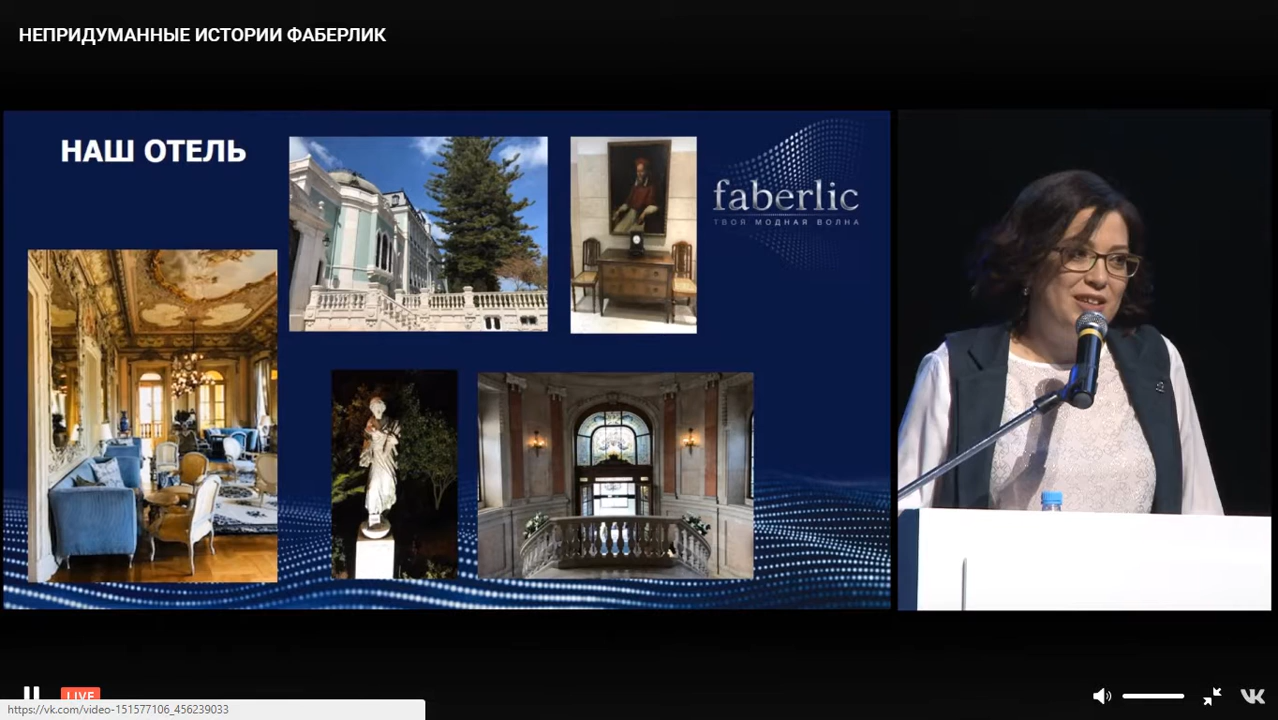 НЕПРИДУМАННЫЕ ИСТОРИИ ФАБЕРЛИК
НАШ ОТЕЛЬ
faberlic
ТВОЯ МОДНАЯ ВОЛНА
LIVE
https://vk.com/video-151577106_456239033